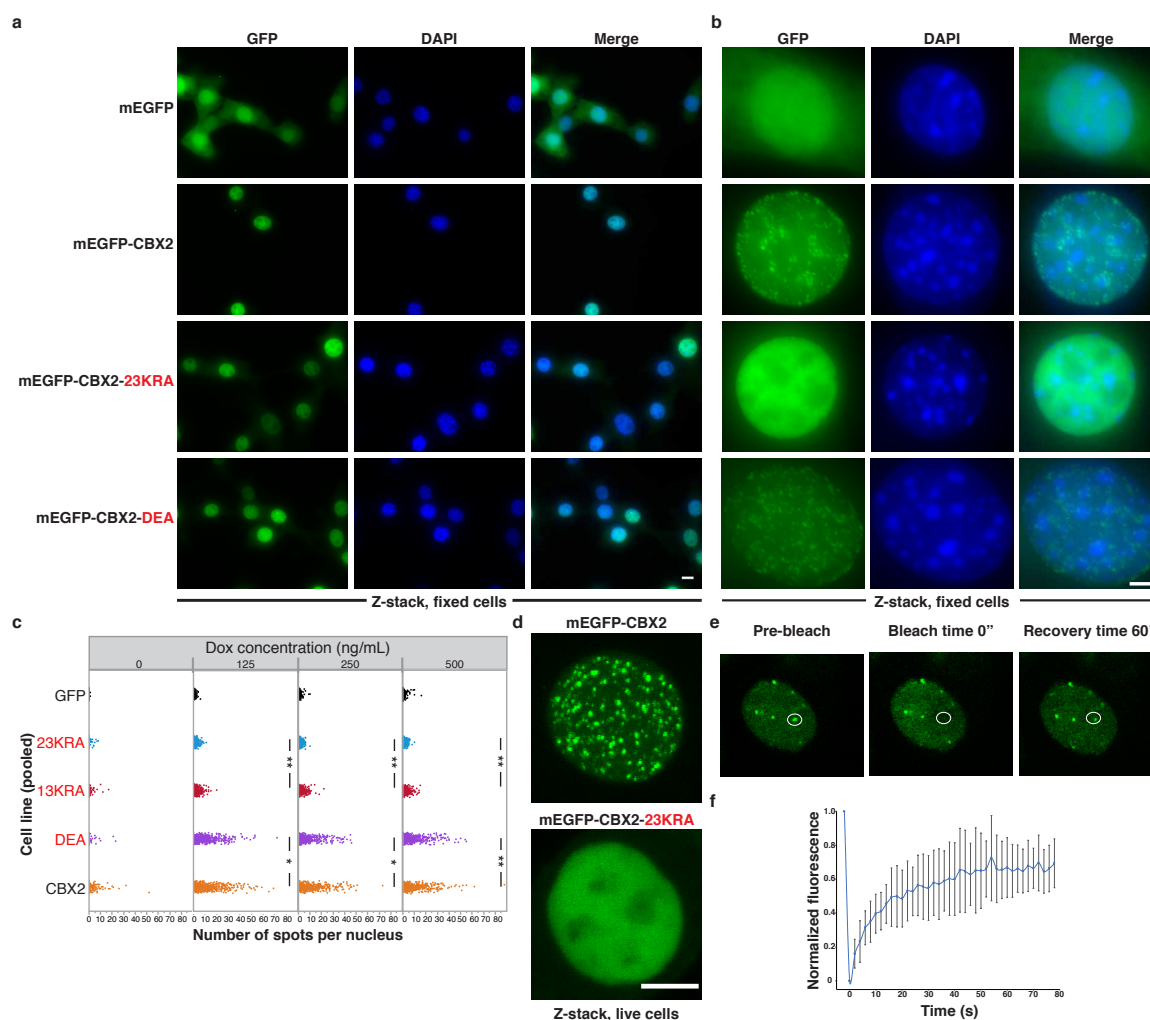 a
GFP
DAPI
Merge
mEGFP
mEGFP-CBX2
mEGFP-CBX2-23KRA
mEGFP-CBX2-DEA
Z-stack, fixed cells
b
GFP
DAPI
Merge
Z-stack, fixed cells
c
Dox concentration (ng/mL)
0 125 250 500
Cell line (pooled)
GFP
23KRA
13KRA
DEA
CBX2
** ** **
* * **
0 10 20 30 40 50 60 70 80 0 10 20 30 40 50 60 70 80 0 10 20 30 40 50 60 70 80 0 10 20 30 40 50 60 70 80
Number of spots per nucleus
d
mEGFP-CBX2
mEGFP-CBX2-23KRA
Z-stack, live cells
e
Pre-bleach
Bleach time 0”
Recovery time 60”
f
Normalized fluorescence
1.0
0.8
0.6
0.4
0.2
0
0 10 20 30 40 50 60 70 80
Time (s)